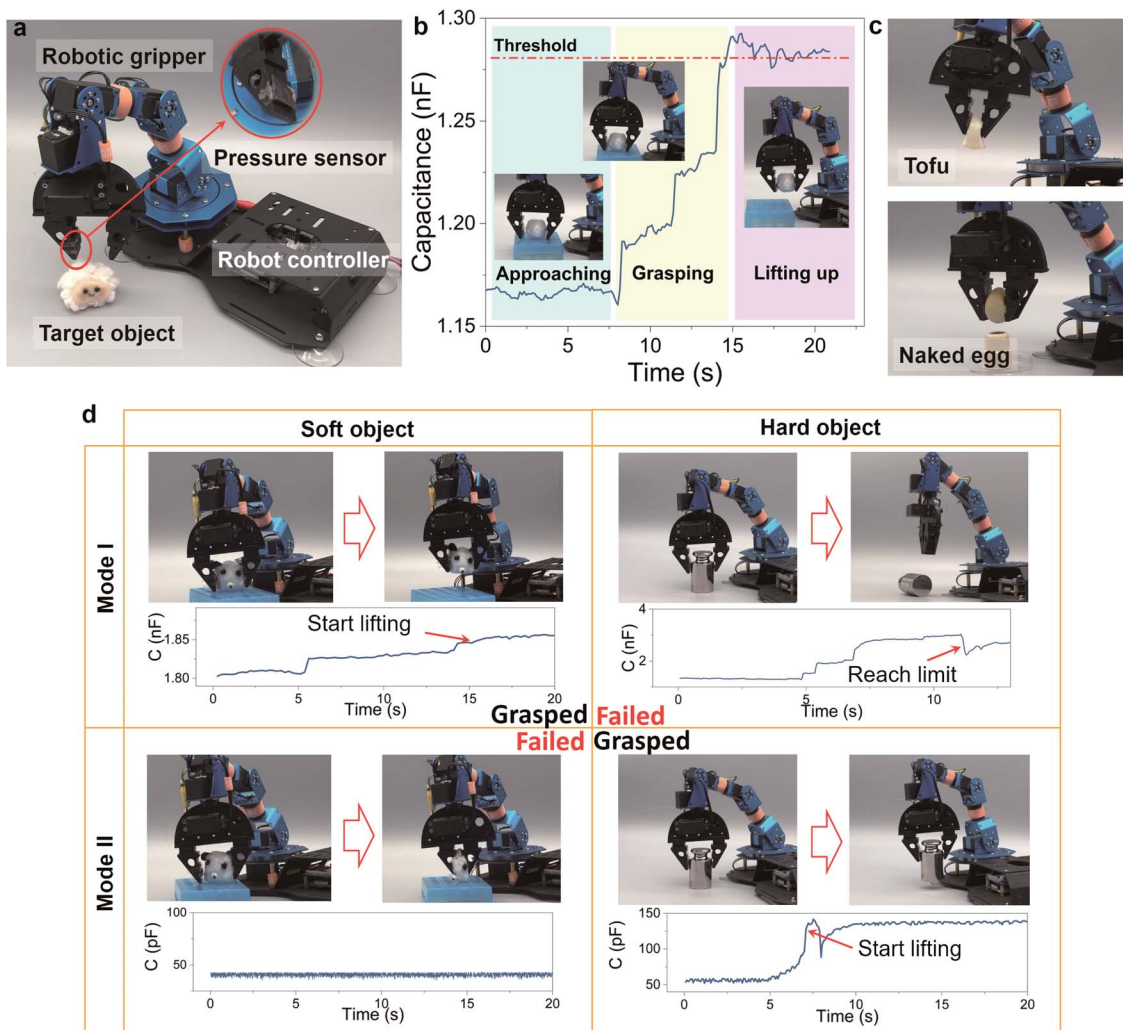 a
Robotic gripper
Pressure sensor
Robot controller
Target object
b
Capacitance (nF)
1.30
1.25
1.20
1.15
Threshold
Approaching
Grasping
Lifting up
0
5
10
15
20
Time (s)
c
Tofu
Naked egg
d
Soft object
Hard object
Mode I
C (nF)
1.85
1.80
Start lifting
0
5
10
15
20
Time (s)
C (nF)
4
2
Reach limit
0
5
10
Time (s)
Grasped
Failed
Failed
Grasped
Mode II
C (pF)
100
50
0
5
10
15
20
Time (s)
C (pF)
150
100
50
Start lifting
0
5
10
15
20
Time (s)